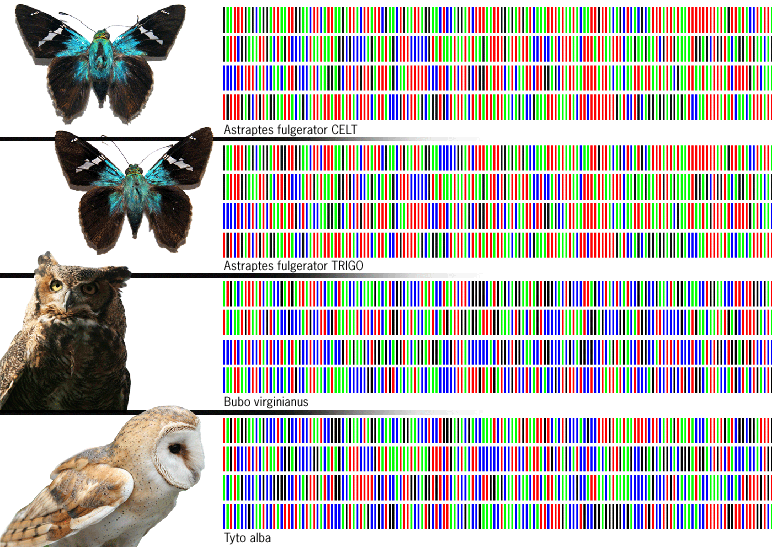 Astraptes fulgerator CELT
Astraptes fulgerator TRIGO
Bubo virginianus
Tyto alba